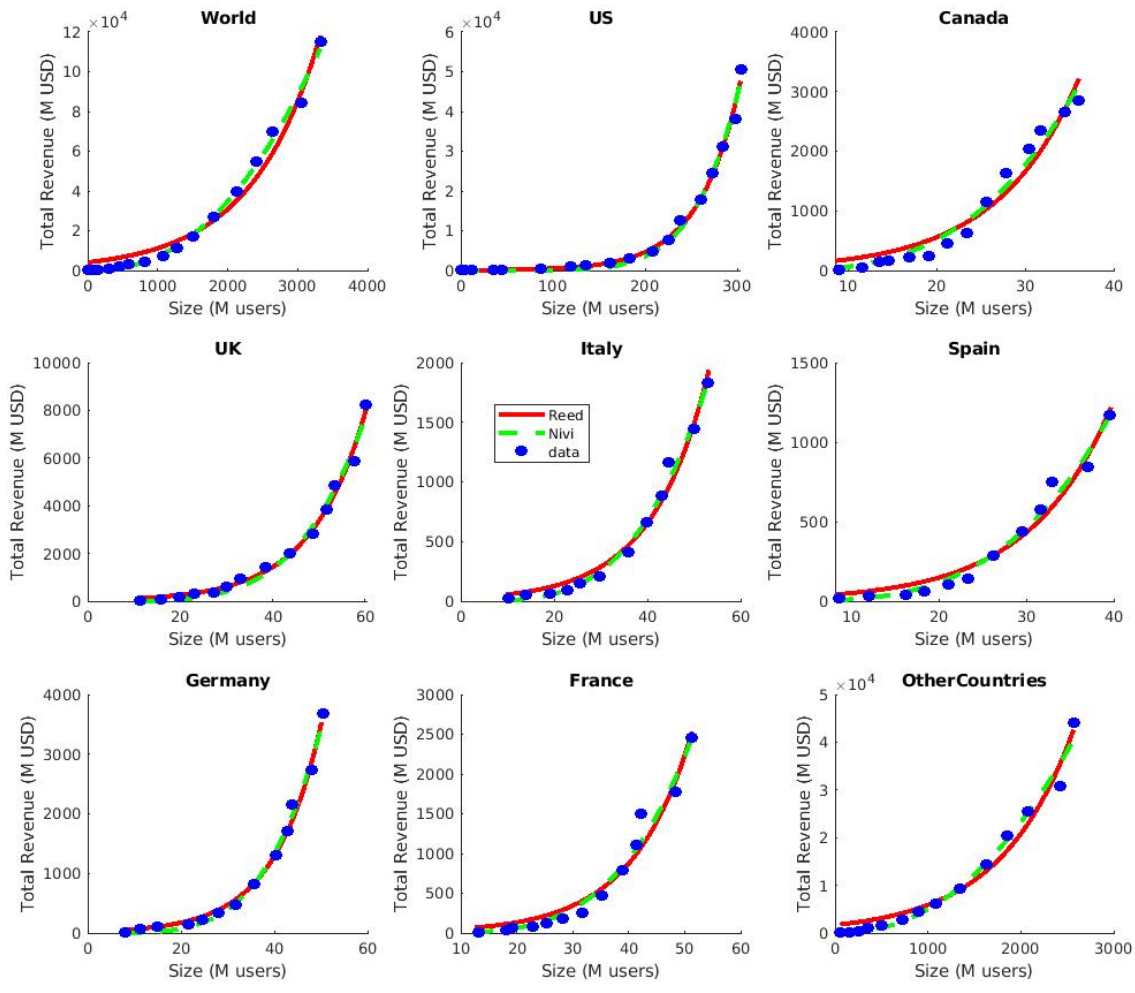 World
×10^4
Total Revenue (M USD)
12
10
8
6
4
2
0
0 1000 2000 3000 4000
Size (M users)
US
×10^4
Total Revenue (M USD)
6
5
4
3
2
1
0
0 100 200 300
Size (M users)
Canada
Total Revenue (M USD)
4000
3000
2000
1000
0
10 20 30 40
Size (M users)
UK
Total Revenue (M USD)
10000
8000
6000
4000
2000
0
0 20 40 60
Size (M users)
Italy
Total Revenue (M USD)
2000
1500
1000
500
0
0 20 40 60
Size (M users)
Reed
Nivi
data
Spain
Total Revenue (M USD)
1500
1000
500
0
10 20 30 40
Size (M users)
Germany
Total Revenue (M USD)
4000
3000
2000
1000
0
0 20 40 60
Size (M users)
France
Total Revenue (M USD)
3000
2500
2000
1500
1000
500
0
10 20 30 40 50 60
Size (M users)
OtherCountries
×10^4
Total Revenue (M USD)
5
4
3
2
1
0
0 1000 2000 3000
Size (M users)